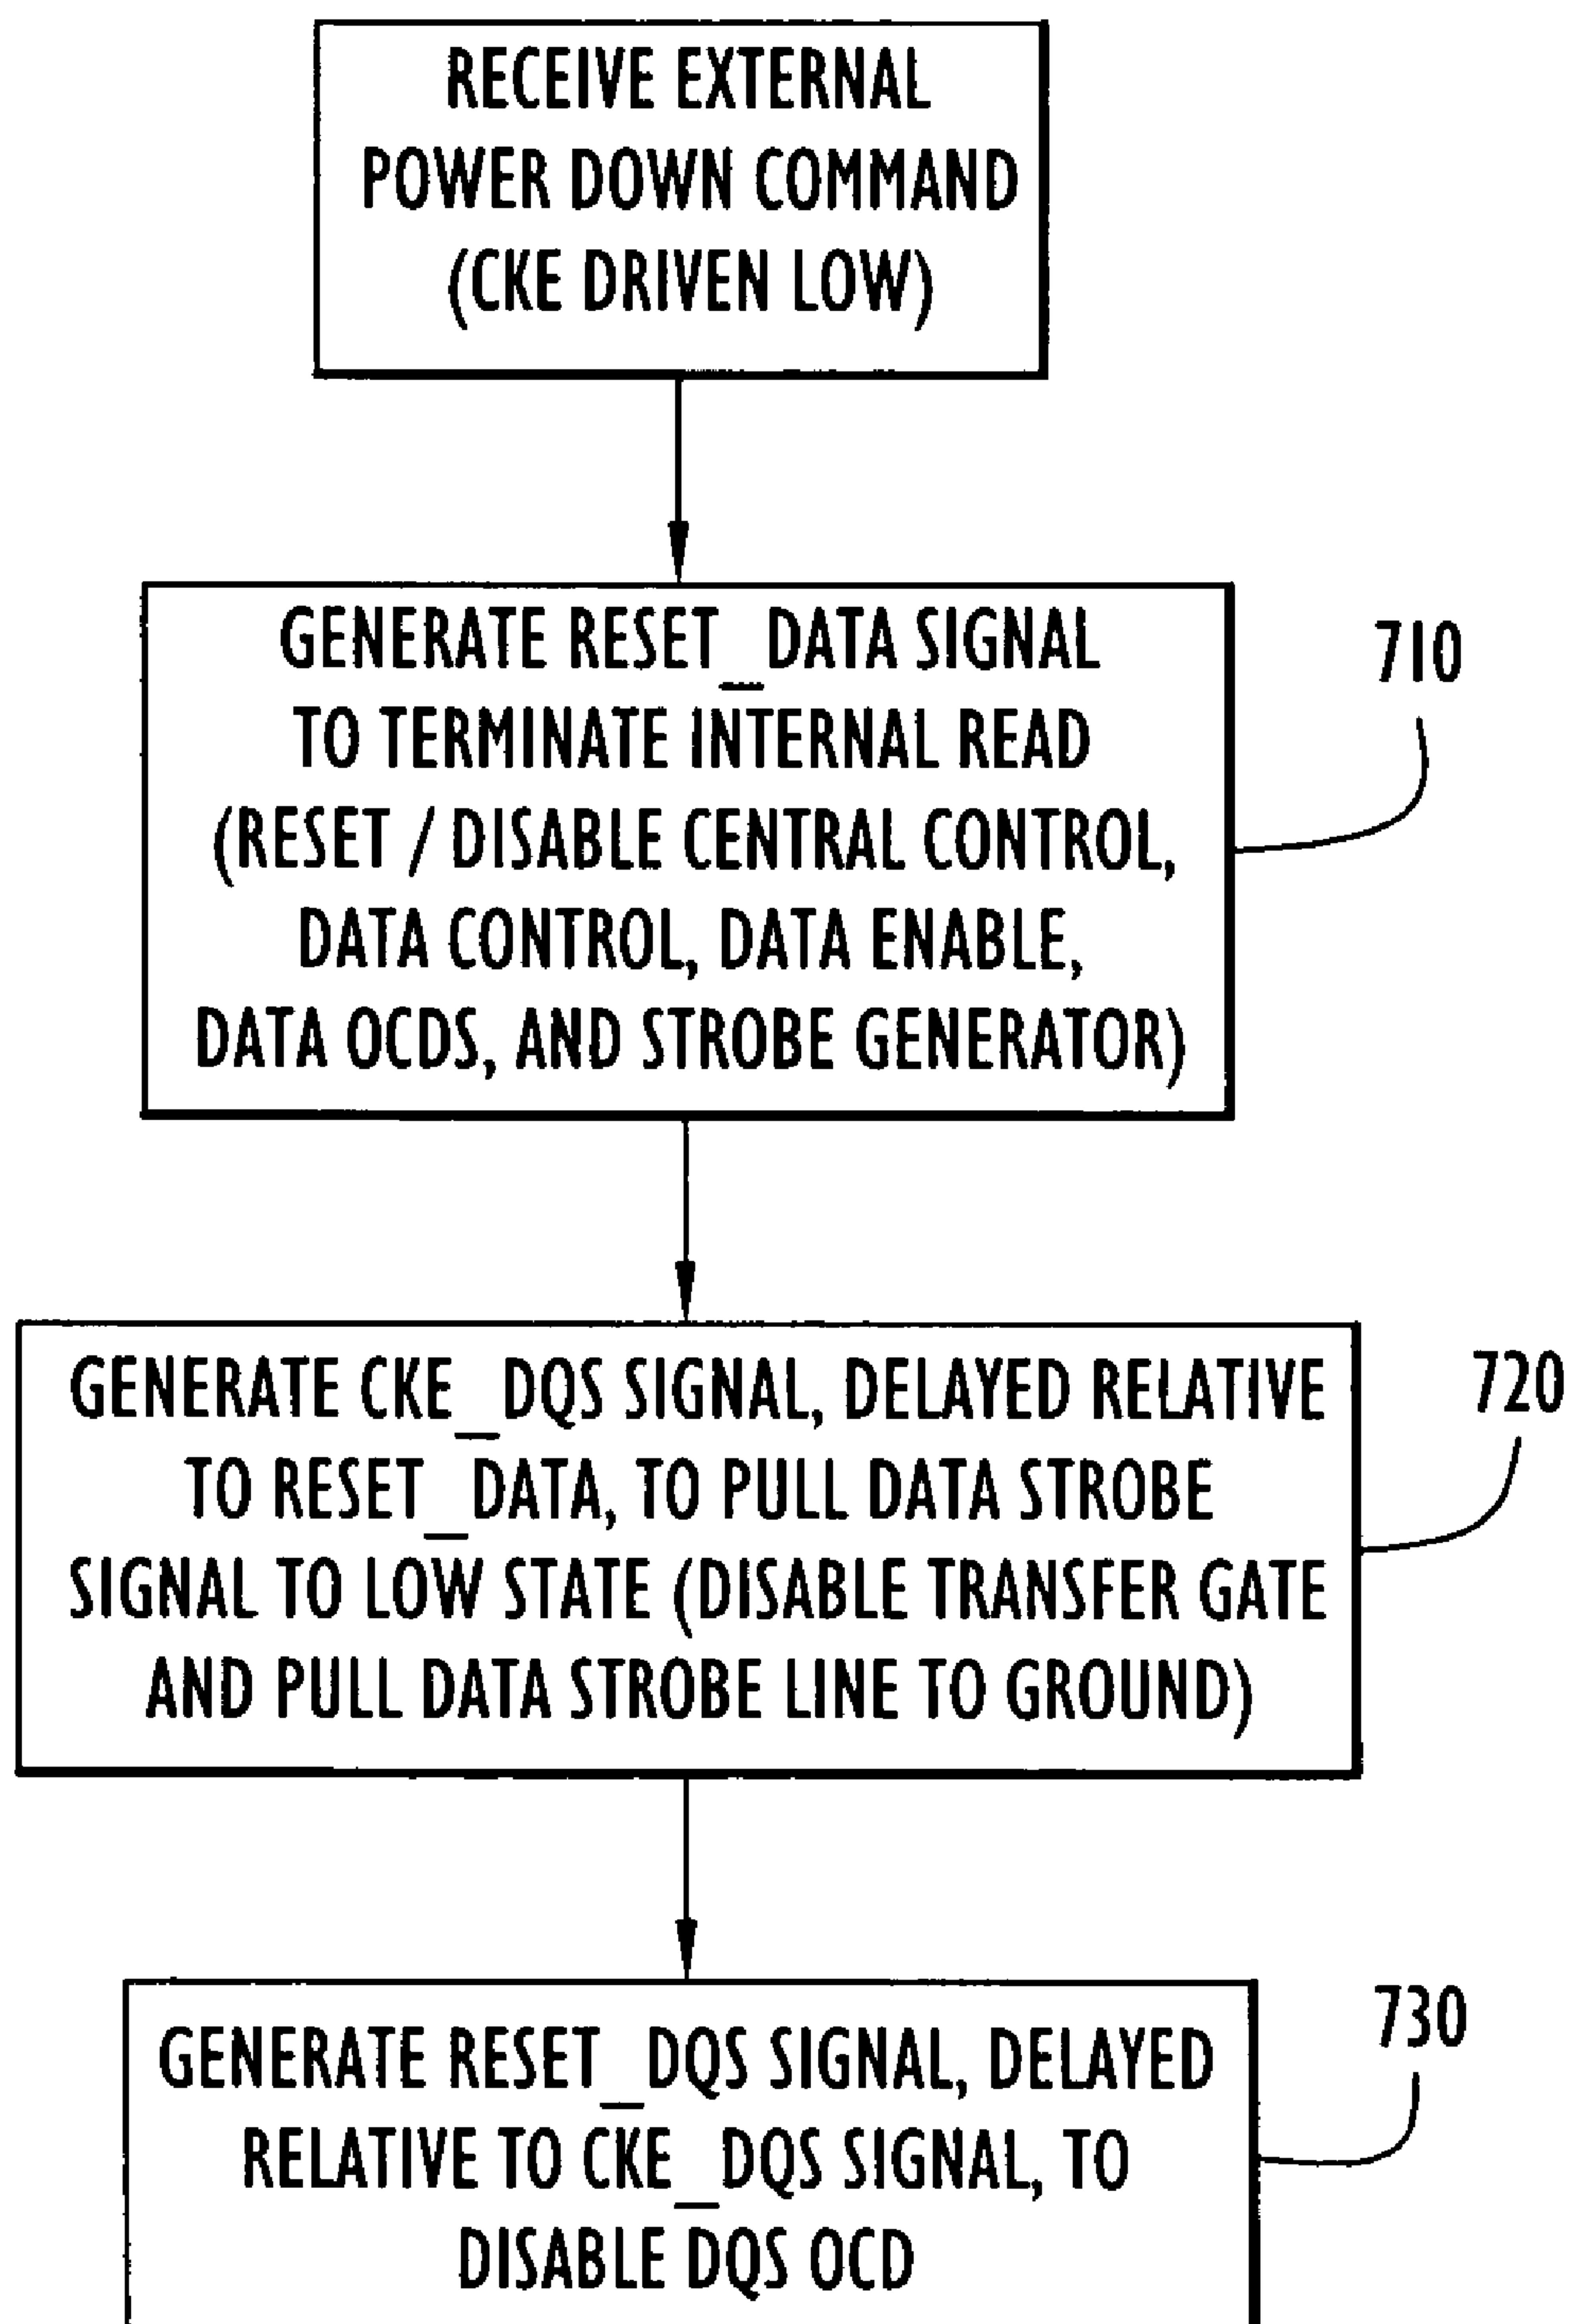 RECEIVE EXTERNAL
POWER DOWN COMMAND
(CKE DRIVEN LOW)
GENERATE RESET_DATA SIGNAL
TO TERMINATE INTERNAL READ
(RESET / DISABLE CENTRAL CONTROL,
DATA CONTROL, DATA ENABLE,
DATA OCDS, AND STROBE GENERATOR)
710
GENERATE CKE_DQS SIGNAL, DELAYED RELATIVE
TO RESET_DATA, TO PULL DATA STROBE
SIGNAL TO LOW STATE (DISABLE TRANSFER GATE
AND PULL DATA STROBE LINE TO GROUND)
720
GENERATE RESET_DQS SIGNAL, DELAYED
RELATIVE TO CKE_DQS SIGNAL, TO
DISABLE DQS OCD
730